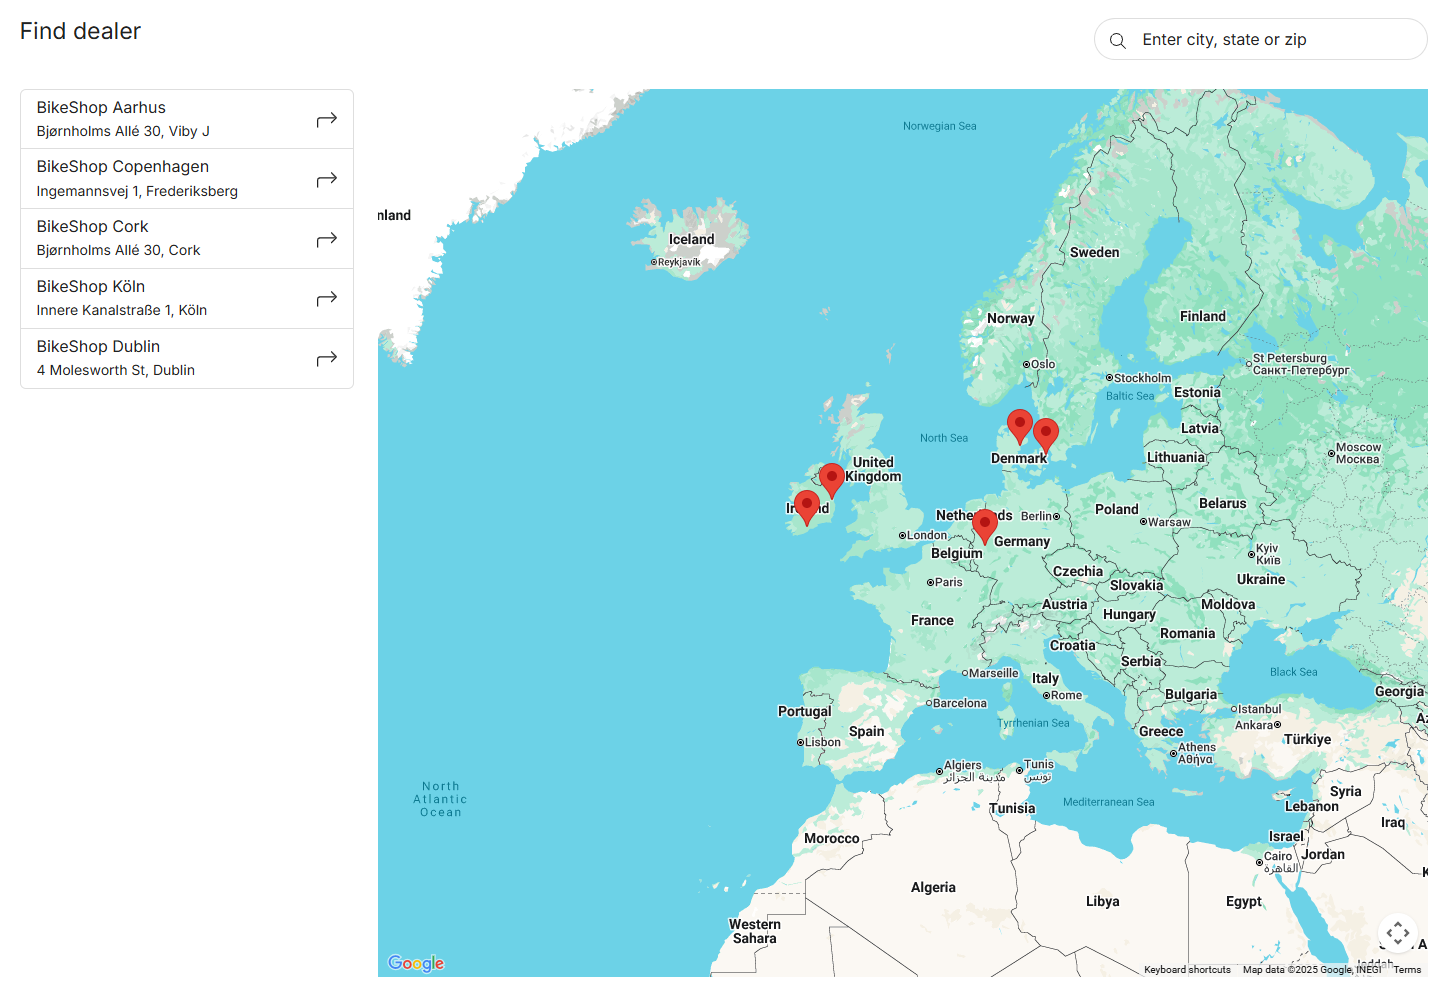 Find dealer
Enter city, state or zip
BikeShop Aarhus
Bjørnholms Allé 30, Viby J
BikeShop Copenhagen
Ingemannsvej 1, Frederiksberg
BikeShop Cork
Bjørnholms Allé 30, Cork
BikeShop Köln
Innere Kanalstraße 1, Köln
BikeShop Dublin
4 Molesworth St, Dublin
Norwegian Sea
nland
Iceland
Reykjavík
Sweden
Norway
Finland
Oslo
St Petersburg
Санкт-Петербург
Stockholm
Baltic Sea
Estonia
Latvia
North Sea
Moscow
Москва
Denmark
Lithuania
United
Kingdom
Belarus
Poland
Berlin
Warsaw
London
Germany
Belgium
Kyiv
Київ
Czechia
Ukraine
Paris
Slovakia
Austria
Moldova
Hungary
France
Romania
Croatia
Serbia
Black Sea
Marseille
Italy
Rome
Bulgaria
Georgia
Barcelona
Portugal
Istanbul
Tyrrhenian Sea
Ankara
Spain
Greece
Türkiye
Lisbon
Athens
Αθήνα
Algiers
مدينة الجزائر
Tunis
تونس
North
Atlantic
Ocean
Syria
Mediterranean Sea
Lebanon
Tunisia
Iraq
Israel
Morocco
Jordan
Cairo
القاهرة
Algeria
Libya
Egypt
Western
Sahara
Google
Keyboard shortcuts
Map data ©2025 Google, INEGI
Terms